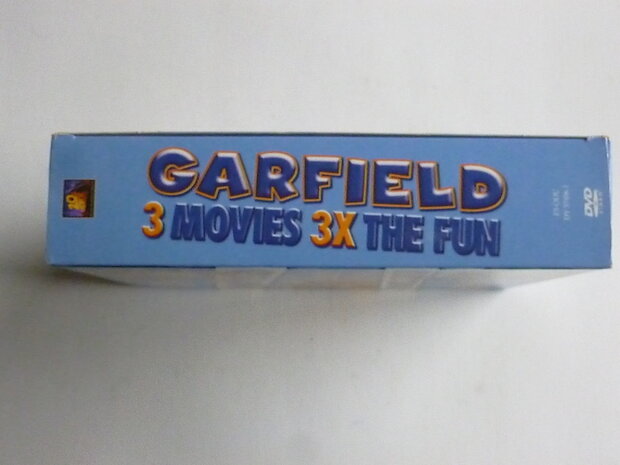 GARFIELD
3 MOVIES 3X THE FUN
DVD